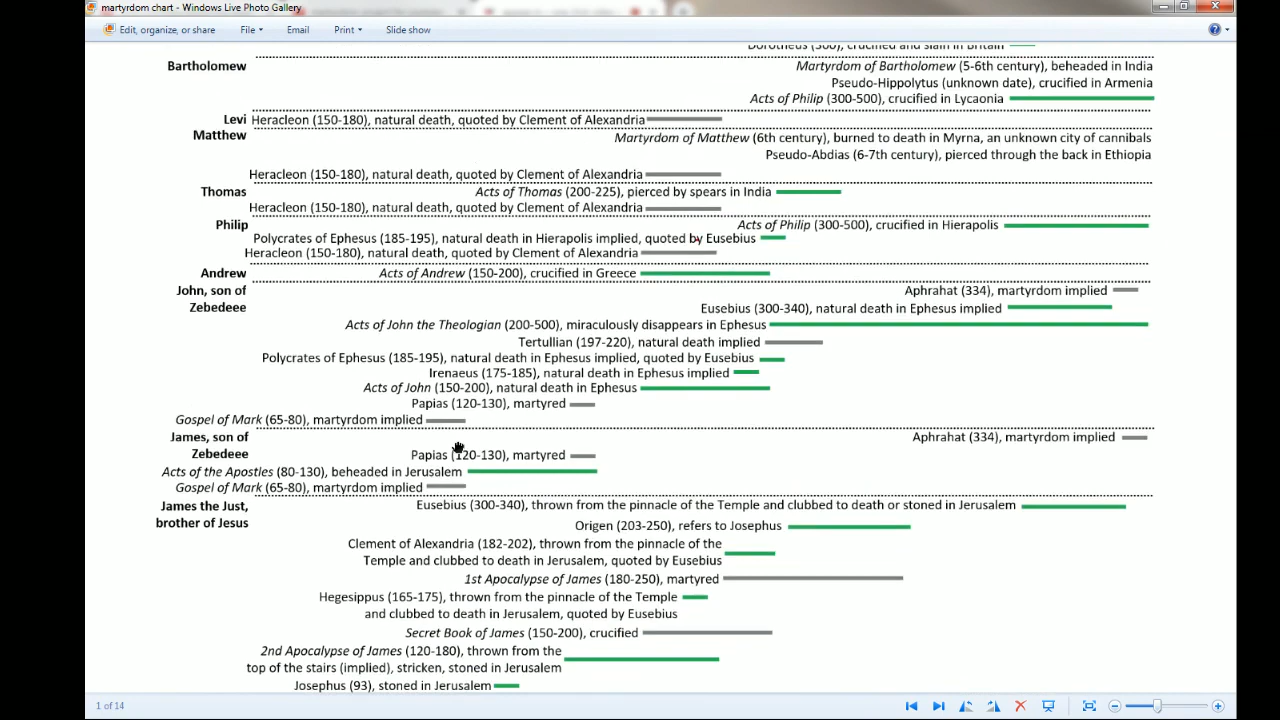 martyrdom chart - Windows Live Photo Gallery
Edit, organize, or share File Email Print Slide show
Dorotheus (300), crucified and slain in Britain
Bartholomew
Martyrdom of Bartholomew (5-6th century), beheaded in India
Pseudo-Hippolytus (unknown date), crucified in Armenia
Acts of Philip (300-500), crucified in Lycaonia
Levi Heracleon (150-180), natural death, quoted by Clement of Alexandria
Matthew
Martyrdom of Matthew (6th century), burned to death in Myrna, an unknown city of cannibals
Pseudo-Abdias (6-7th century), pierced through the back in Ethiopia
Heracleon (150-180), natural death, quoted by Clement of Alexandria
Thomas Acts of Thomas (200-225), pierced by spears in India
Heracleon (150-180), natural death, quoted by Clement of Alexandria
Philip Acts of Philip (300-500), crucified in Hierapolis
Polycrates of Ephesus (185-195), natural death in Hierapolis implied, quoted by Eusebius
Heracleon (150-180), natural death, quoted by Clement of Alexandria
Andrew Acts of Andrew (150-200), crucified in Greece
John, son of Zebedeee
Aphrahat (334), martyrdom implied
Eusebius (300-340), natural death in Ephesus implied
Acts of John the Theologian (200-500), miraculously disappears in Ephesus
Tertullian (197-220), natural death implied
Polycrates of Ephesus (185-195), natural death in Ephesus implied, quoted by Eusebius
Irenaeus (175-185), natural death in Ephesus implied
Acts of John (150-200), natural death in Ephesus
Papias (120-130), martyred
Gospel of Mark (65-80), martyrdom implied
James, son of Zebedeee
Aphrahat (334), martyrdom implied
Papias (120-130), martyred
Acts of the Apostles (80-130), beheaded in Jerusalem
Gospel of Mark (65-80), martyrdom implied
James the Just, brother of Jesus
Eusebius (300-340), thrown from the pinnacle of the Temple and clubbed to death or stoned in Jerusalem
Origen (203-250), refers to Josephus
Clement of Alexandria (182-202), thrown from the pinnacle of the
Temple and clubbed to death in Jerusalem, quoted by Eusebius
1st Apocalypse of James (180-250), martyred
Hegesippus (165-175), thrown from the pinnacle of the Temple
and clubbed to death in Jerusalem, quoted by Eusebius
Secret Book of James (150-200), crucified
2nd Apocalypse of James (120-180), thrown from the
top of the stairs (implied), stricken, stoned in Jerusalem
Josephus (93), stoned in Jerusalem
1 of 14